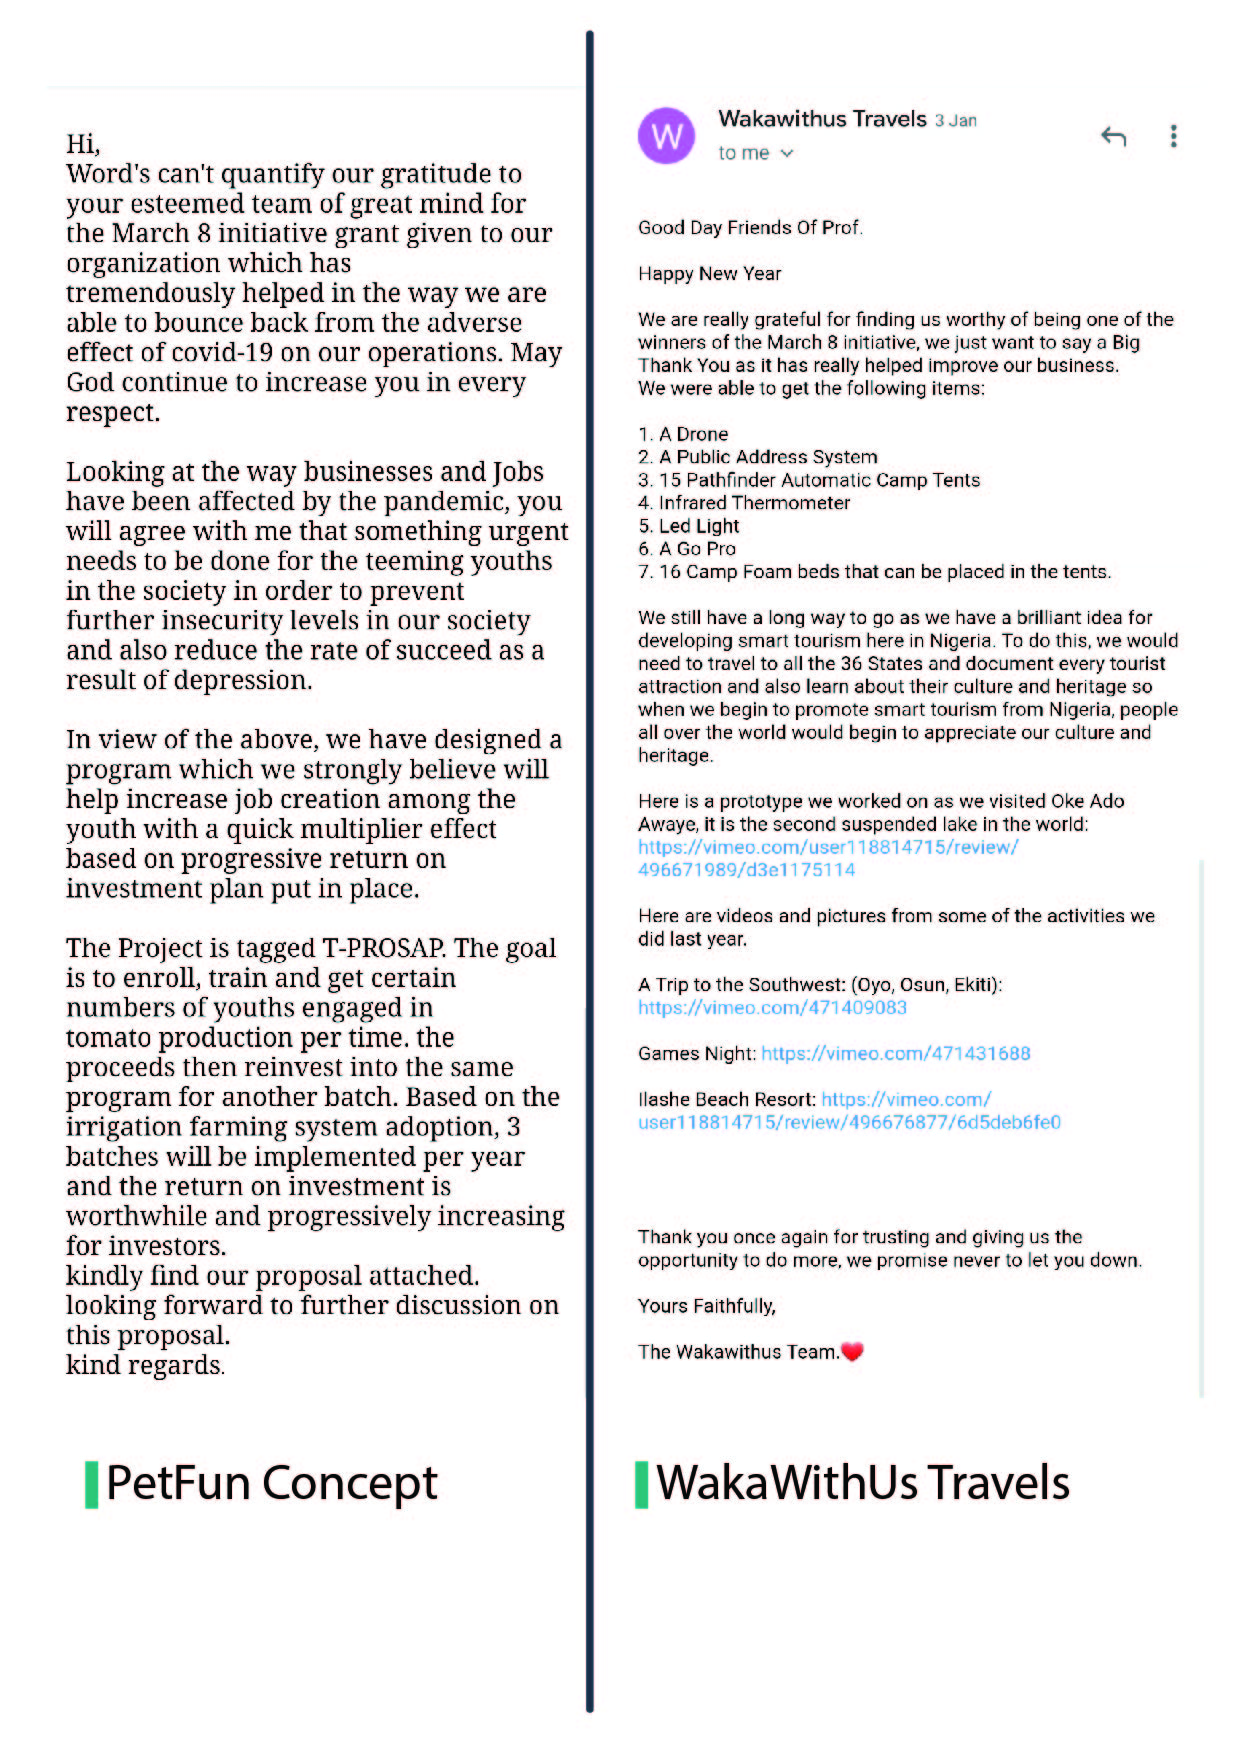 Hi,
Word's can't quantify our gratitude to
your esteemed team of great mind for
the March 8 initiative grant given to our
organization which has
tremendously helped in the way we are
able to bounce back from the adverse
effect of covid-19 on our operations. May
God continue to increase you in every
respect.
Looking at the way businesses and Jobs
have been affected by the pandemic, you
will agree with me that something urgent
needs to be done for the teeming youths
in the society in order to prevent
further insecurity levels in our society
and also reduce the rate of succeed as a
result of depression.
In view of the above, we have designed a
program which we strongly believe will
help increase job creation among the
youth with a quick multiplier effect
based on progressive return on
investment plan put in place.
The Project is tagged T-PROSAP. The goal
is to enroll, train and get certain
numbers of youths engaged in
tomato production per time. the
proceeds then reinvest into the same
program for another batch. Based on the
irrigation farming system adoption, 3
batches will be implemented per year
and the return on investment is
worthwhile and progressively increasing
for investors.
kindly find our proposal attached.
looking forward to further discussion on
this proposal.
kind regards.
PetFun Concept
W
Wakawithus Travels 3 Jan
to me
Good Day Friends Of Prof.
Happy New Year
We are really grateful for finding us worthy of being one of the
winners of the March 8 initiative, we just want to say a Big
Thank You as it has really helped improve our business.
We were able to get the following items:
1. A Drone
2. A Public Address System
3. 15 Pathfinder Automatic Camp Tents
4. Infrared Thermometer
5. Led Light
6. A Go Pro
7. 16 Camp Foam beds that can be placed in the tents.
We still have a long way to go as we have a brilliant idea for
developing smart tourism here in Nigeria. To do this, we would
need to travel to all the 36 States and document every tourist
attraction and also learn about their culture and heritage so
when we begin to promote smart tourism from Nigeria, people
all over the world would begin to appreciate our culture and
heritage.
Here is a prototype we worked on as we visited Oke Ado
Awaye, it is the second suspended lake in the world:
https://vimeo.com/user118814715/review/
496671989/d3e1175114
Here are videos and pictures from some of the activities we
did last year.
A Trip to the Southwest: (Oyo, Osun, Ekiti):
https://vimeo.com/471409083
Games Night: https://vimeo.com/471431688
Ilashe Beach Resort: https://vimeo.com/
user118814715/review/496676877/6d5deb6fe0
Thank you once again for trusting and giving us the
opportunity to do more, we promise never to let you down.
Yours Faithfully,
The Wakawithus Team.❤️
WakaWithUs Travels